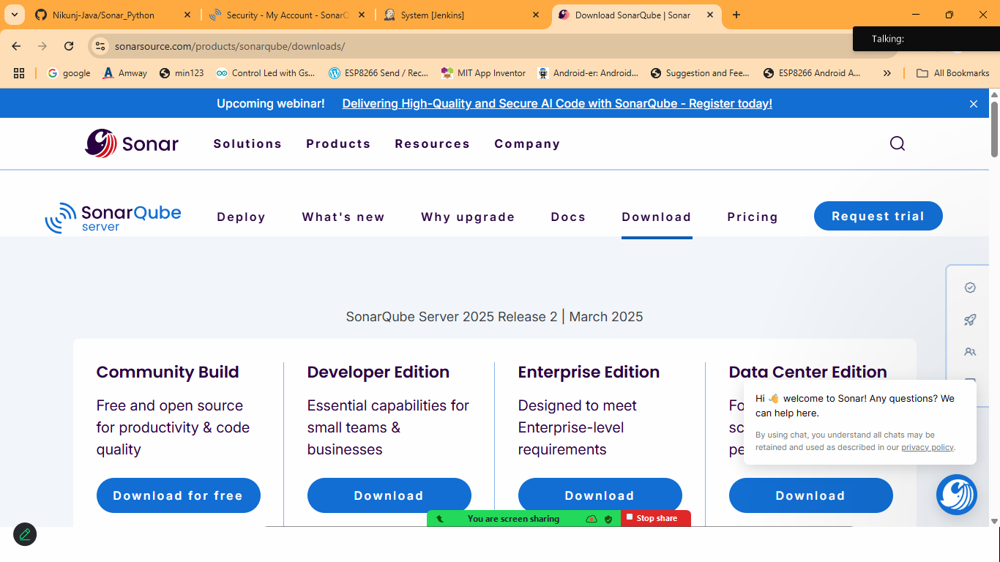 Nikunj-Java/Sonar_Python
Security - My Account - SonarQ
System [Jenkins]
Download SonarQube | Sonar
Talking:
sonarsource.com/products/sonarqube/downloads/
google
Amway
min123
Control Led with Gs...
ESP8266 Send / Rec...
MIT App Inventor
Android-er: Android...
Suggestion and Fee...
ESP8266 Android A...
All Bookmarks
Upcoming webinar! Delivering High-Quality and Secure AI Code with SonarQube - Register today!
Sonar
Solutions
Products
Resources
Company
SonarQube
server
Deploy
What's new
Why upgrade
Docs
Download
Pricing
Request trial
SonarQube Server 2025 Release 2 | March 2025
Community Build
Free and open source
for productivity & code
quality
Download for free
Developer Edition
Essential capabilities for
small teams &
businesses
Download
Enterprise Edition
Designed to meet
Enterprise-level
requirements
Download
Data Center Edition
Download
Hi 👋 welcome to Sonar! Any questions? We
can help here.
By using chat, you understand all chats may be
retained and used as described in our privacy policy.
You are screen sharing
Stop share